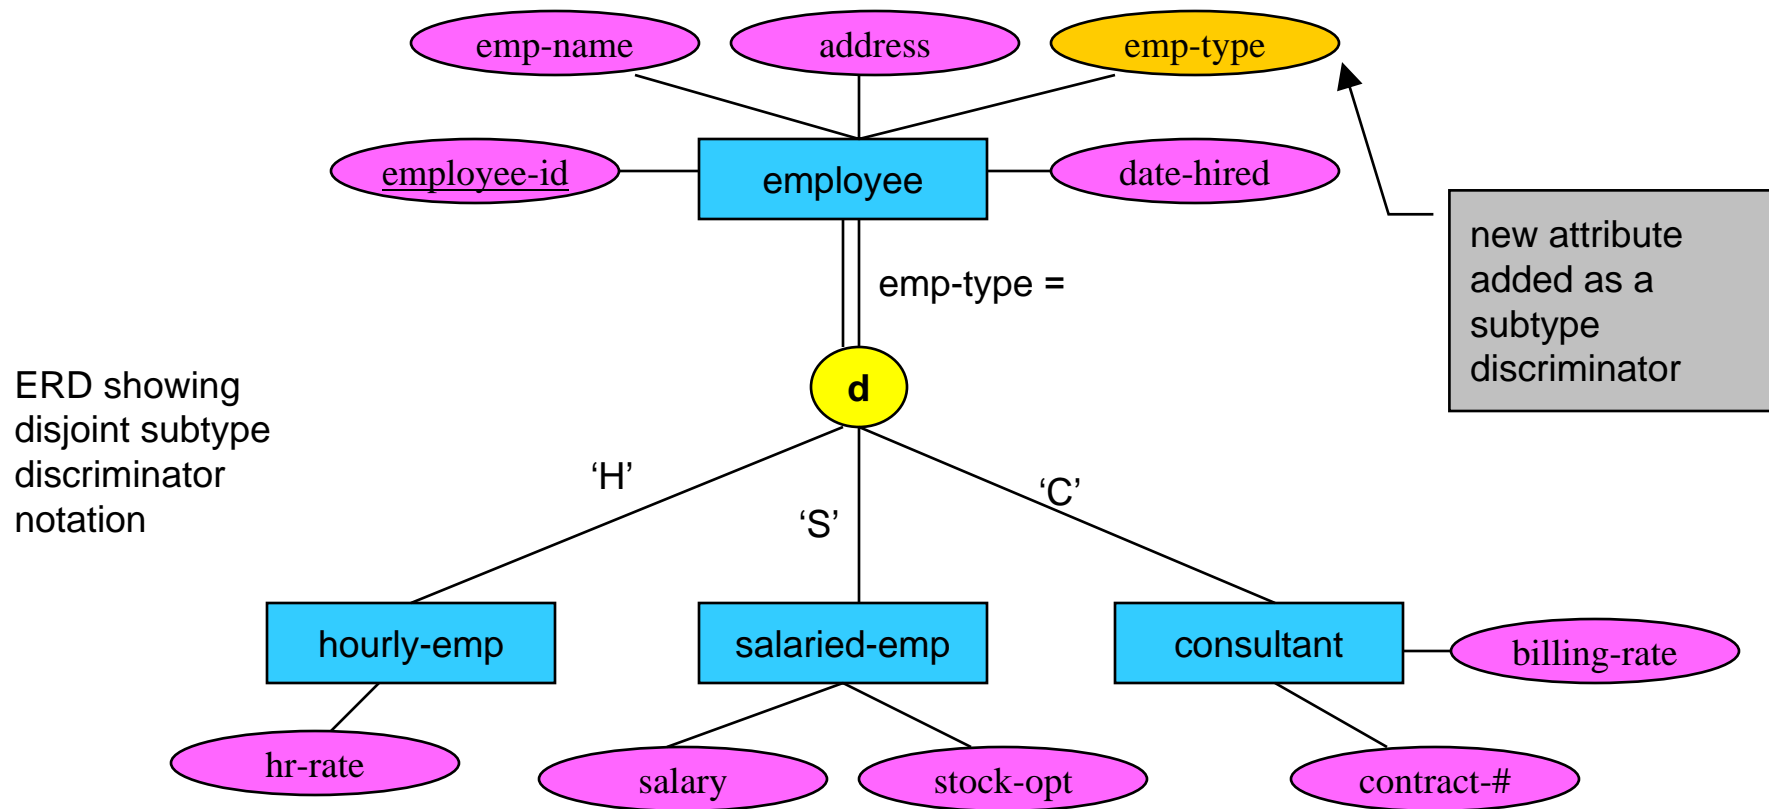 emp-name
address
emp-type
employee-id
employee
date-hired
new attribute
added as a
subtype
discriminator
emp-type =
d
ERD showing
disjoint subtype
discriminator
notation
‘H’
‘S’
‘C’
hourly-emp
salaried-emp
consultant
billing-rate
hr-rate
salary
stock-opt
contract-#